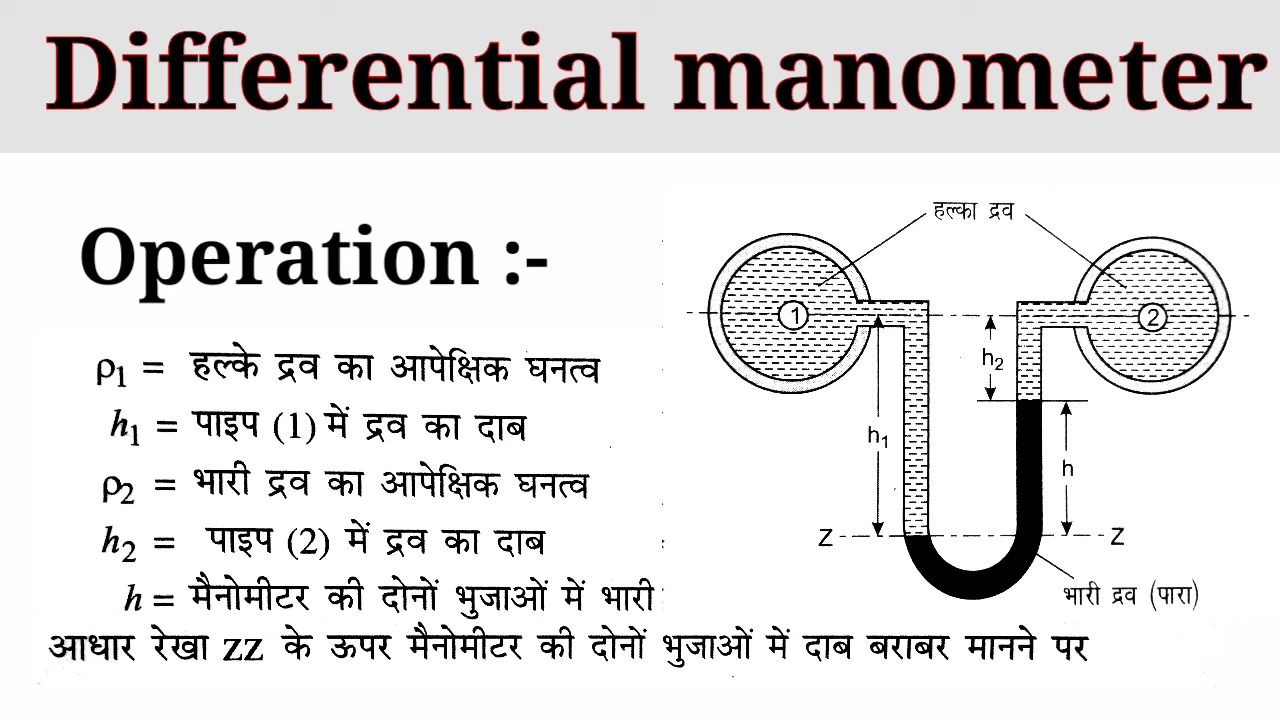 Differential manometer
Operation :-
ρ1 = हल्के द्रव का आपेक्षिक घनत्व
h1 = पाइप (1) में द्रव का दाब
ρ2 = भारी द्रव का आपेक्षिक घनत्व
h2 = पाइप (2) में द्रव का दाब
h = मैनोमीटर की दोनों भुजाओं में भारी
आधार रेखा ZZ के ऊपर मैनोमीटर की दोनों भुजाओं में दाब बराबर मानने पर
हल्का द्रव
1
2
h2
h1
h
Z
Z
भारी द्रव (पारा)